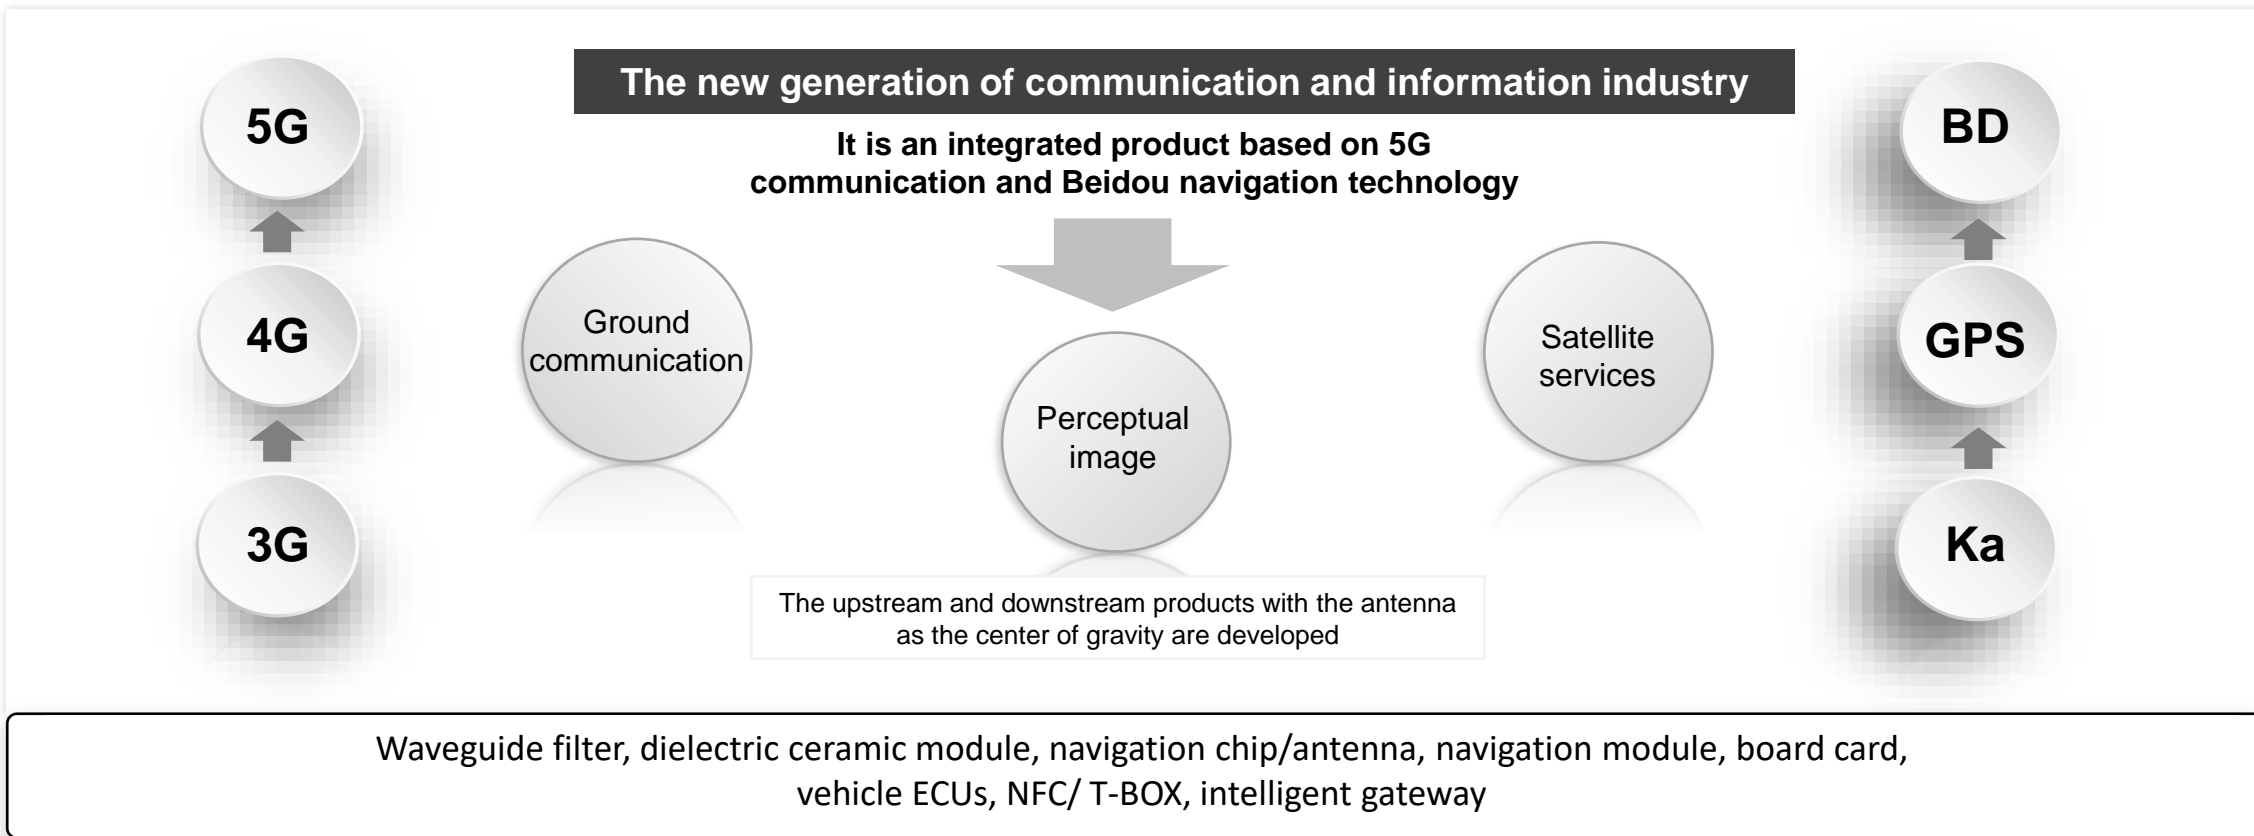 The new generation of communication and information industry
It is an integrated product based on 5G
communication and Beidou navigation technology
5G
4G
3G
Ground
communication
Perceptual
image
Satellite
services
BD
GPS
Ka
The upstream and downstream products with the antenna
as the center of gravity are developed
Waveguide filter, dielectric ceramic module, navigation chip/antenna, navigation module, board card,
vehicle ECUs, NFC/ T-BOX, intelligent gateway